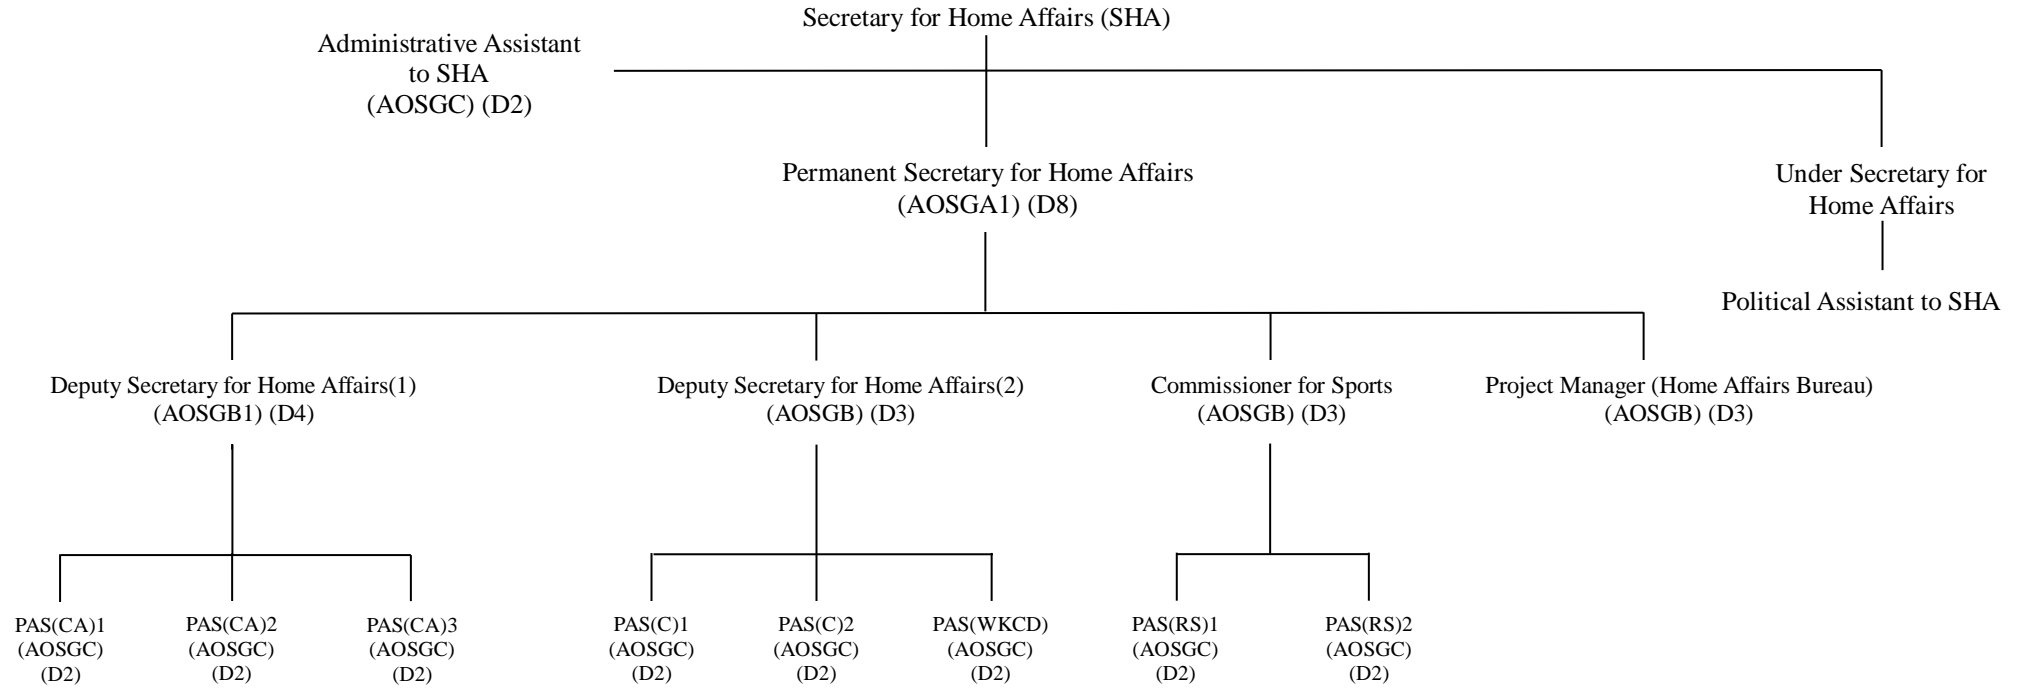 Secretary for Home Affairs (SHA)
Administrative Assistant
to SHA
(AOSGC) (D2)
Permanent Secretary for Home Affairs
(AOSGA1) (D8)
Under Secretary for
Home Affairs
Political Assistant to SHA
Deputy Secretary for Home Affairs(1)
(AOSGB1) (D4)
Deputy Secretary for Home Affairs(2)
(AOSGB) (D3)
Commissioner for Sports
(AOSGB) (D3)
Project Manager (Home Affairs Bureau)
(AOSGB) (D3)
PAS(CA)1
(AOSGC)
(D2)
PAS(CA)2
(AOSGC)
(D2)
PAS(CA)3
(AOSGC)
(D2)
PAS(C)1
(AOSGC)
(D2)
PAS(C)2
(AOSGC)
(D2)
PAS(WKCD)
(AOSGC)
(D2)
PAS(RS)1
(AOSGC)
(D2)
PAS(RS)2
(AOSGC)
(D2)